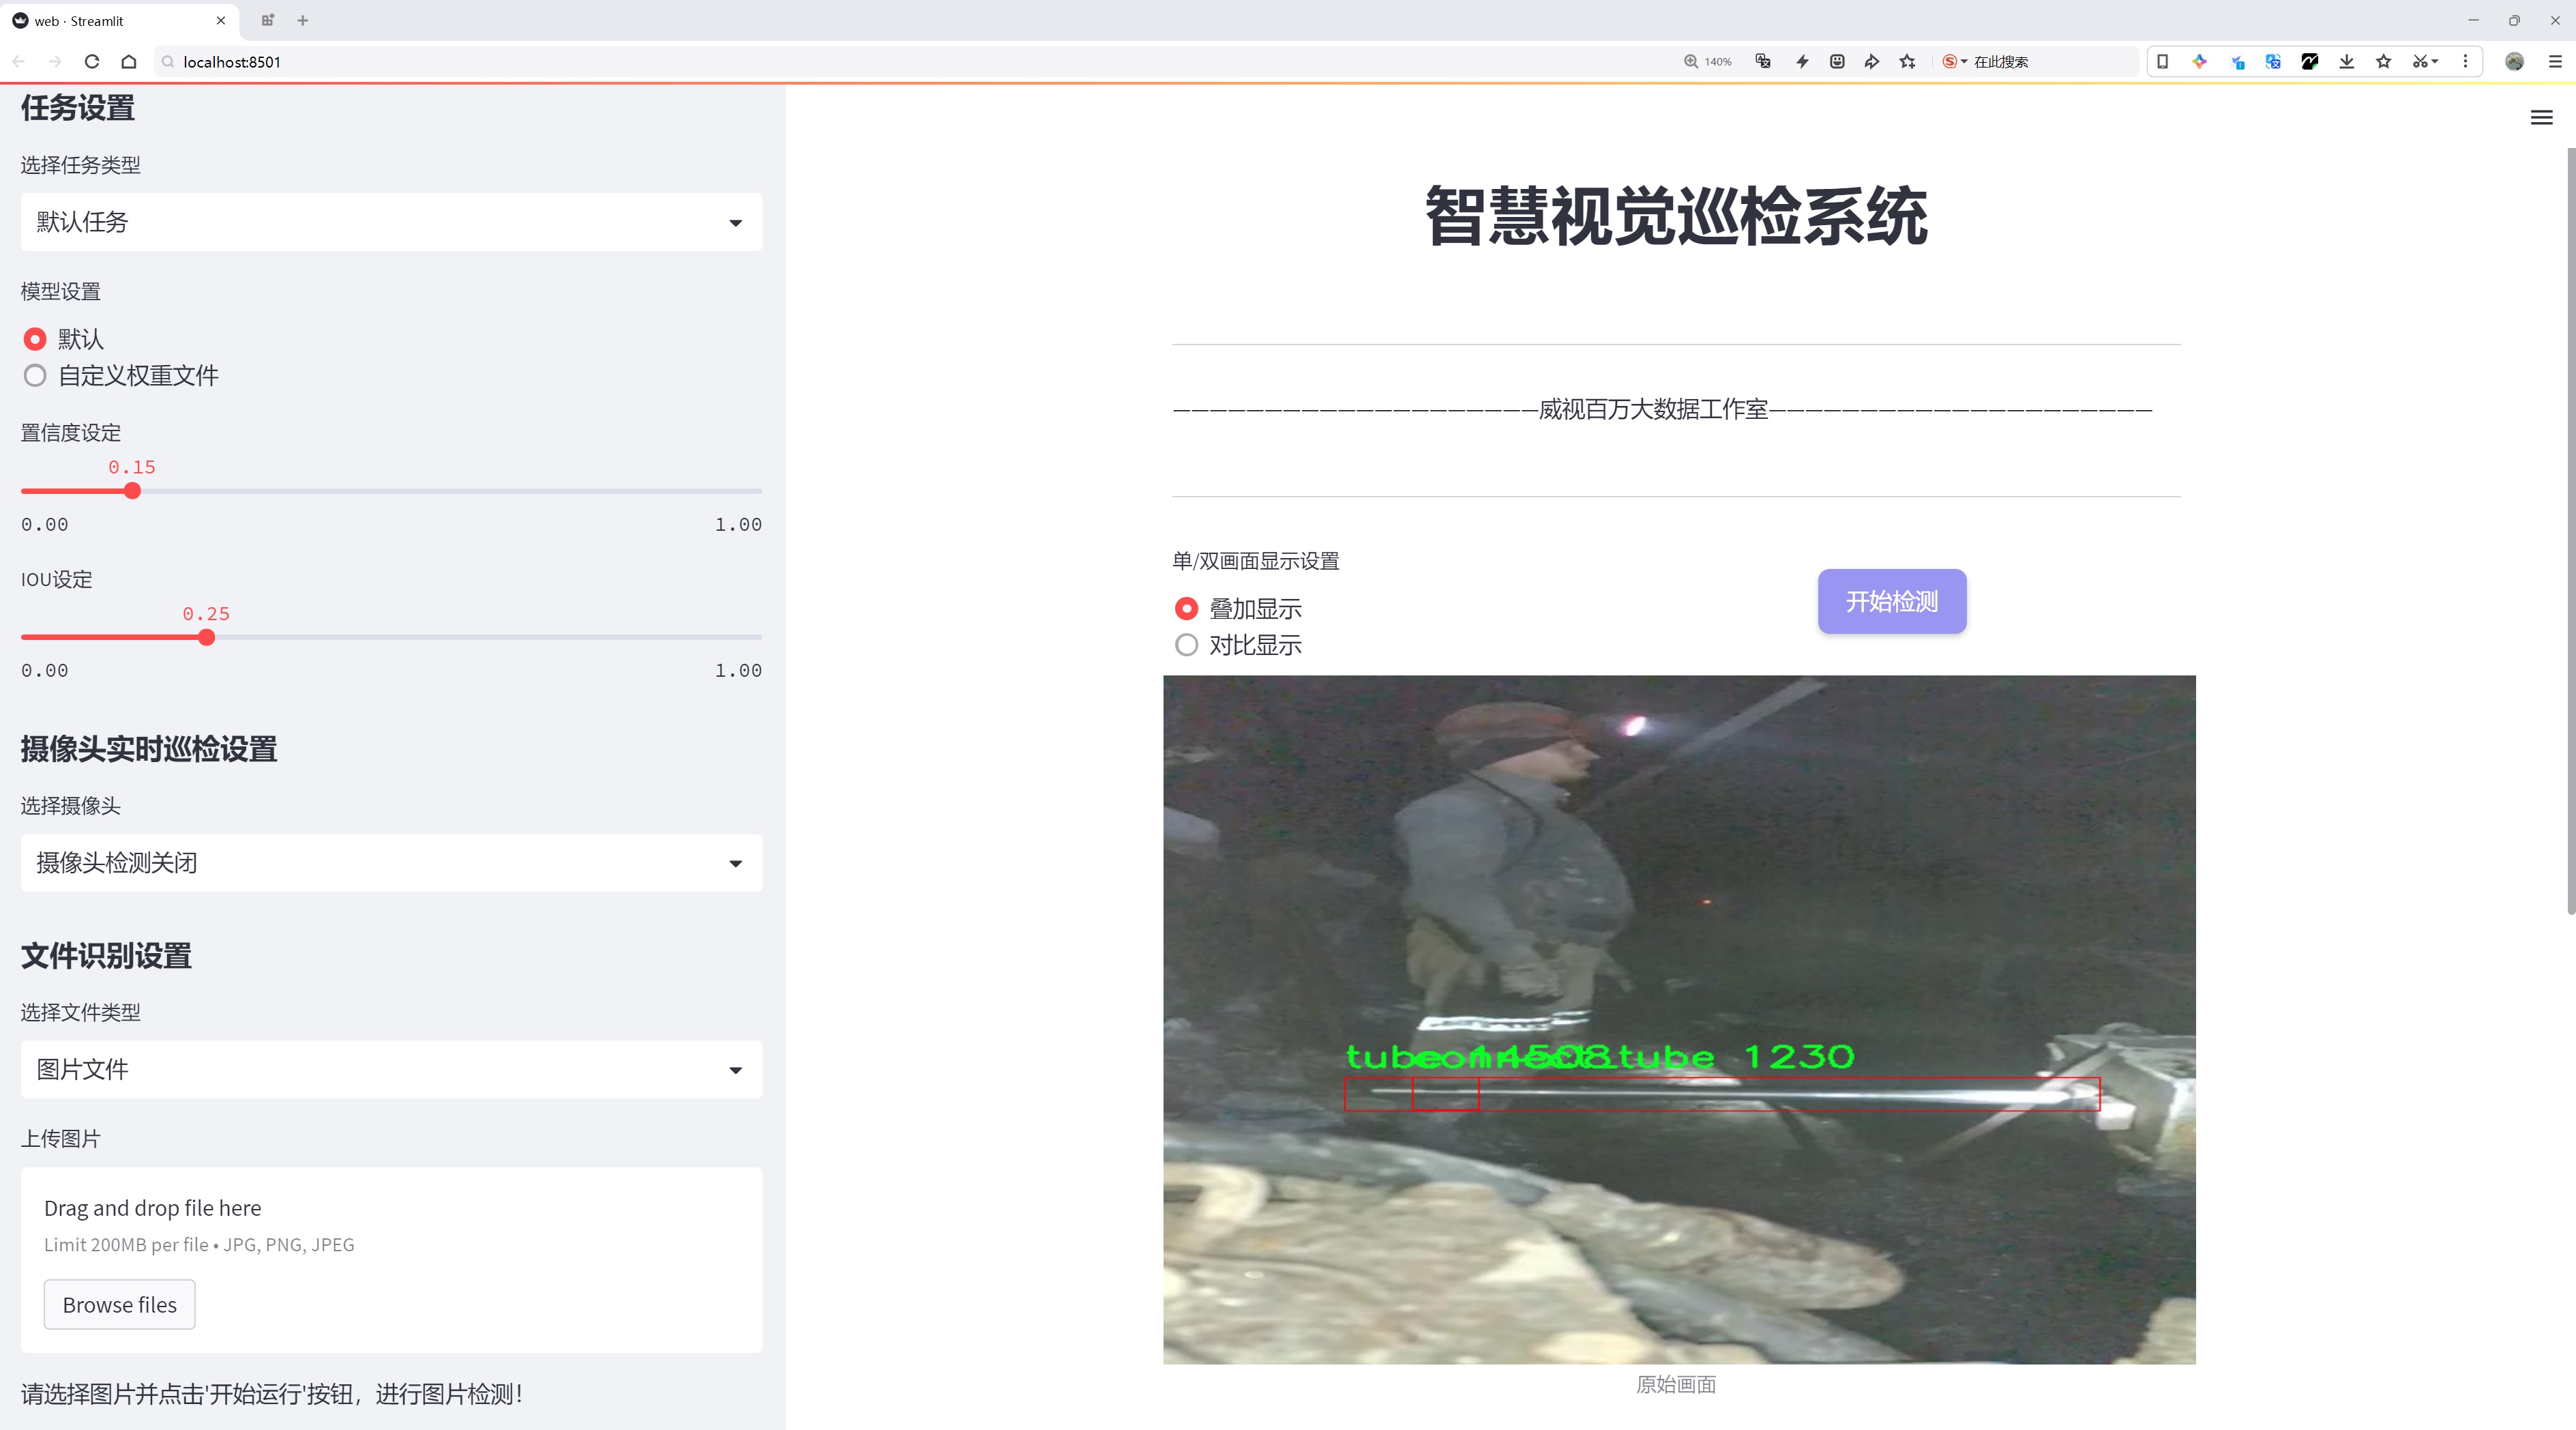 web · Streamlit
localhost:8501
140%
在此搜索
任务设置
选择任务类型
默认任务
模型设置
默认
自定义权重文件
置信度设定
0.15
0.00
1.00
IOU设定
0.25
0.00
1.00
摄像头实时巡检设置
选择摄像头
摄像头检测关闭
文件识别设置
选择文件类型
图片文件
上传图片
Drag and drop file here
Limit 200MB per file • JPG, PNG, JPEG
Browse files
请选择图片并点击'开始运行'按钮，进行图片检测！
智慧视觉巡检系统
————————————————————威视百万大数据工作室—————————————————————
单/双画面显示设置
叠加显示
对比显示
开始检测
tube 1230
原始画面